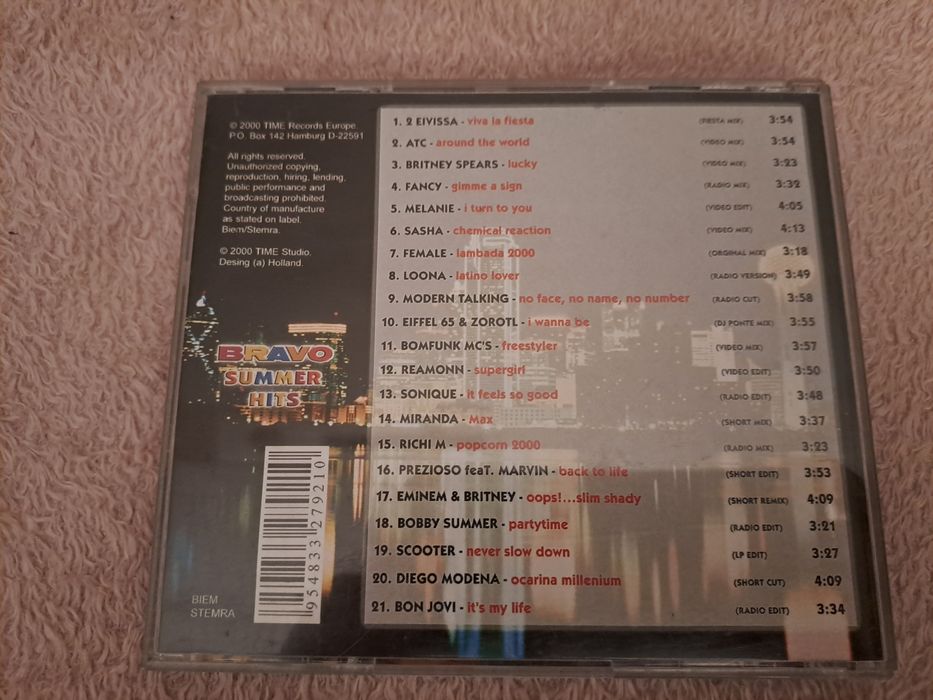 © 2000 TIME Records Europe.
P.O. Box 142 Hamburg D-22591
All rights reserved.
Unauthorized copying,
reproduction, hiring, lending,
public performance and
broadcasting prohibited.
Country of manufacture
as stated on label.
Biem/Stemra.
© 2000 TIME Studio.
Desing (a) Holland.
BRAVO
SUMMER
HITS
9 548333 279210
BIEM
STEMRA
1. 2 EIVISSA - viva la fiesta (FIESTA MIX) 3:54
2. ATC - around the world (VIDEO MIX) 3:54
3. BRITNEY SPEARS - lucky (VIDEO MIX) 3:23
4. FANCY - gimme a sign (RADIO MIX) 3:32
5. MELANIE - i turn to you (VIDEO EDIT) 4:05
6. SASHA - chemical reaction (VIDEO MIX) 4:13
7. FEMALE - lambada 2000 (ORGINAL MIX) 3:18
8. LOONA - latino lover (RADIO VERSION) 3:49
9. MODERN TALKING - no face, no name, no number (RADIO CUT) 3:58
10. EIFFEL 65 & ZOROTL - i wanna be (DJ PONTE MIX) 3:55
11. BOMFUNK MC'S - freestyler (VIDEO MIX) 3:57
12. REAMONN - supergirl (VIDEO EDIT) 3:50
13. SONIQUE - it feels so good (RADIO EDIT) 3:48
14. MIRANDA - Max (SHORT MIX) 3:37
15. RICHI M - popcorn 2000 (RADIO MIX) 3:23
16. PREZIOSO feaT. MARVIN - back to life (SHORT EDIT) 3:53
17. EMINEM & BRITNEY - oops!...slim shady (SHORT REMIX) 4:09
18. BOBBY SUMMER - partytime (RADIO EDIT) 3:21
19. SCOOTER - never slow down (LP EDIT) 3:27
20. DIEGO MODENA - ocarina millenium (SHORT CUT) 4:09
21. BON JOVI - it's my life (RADIO EDIT) 3:34